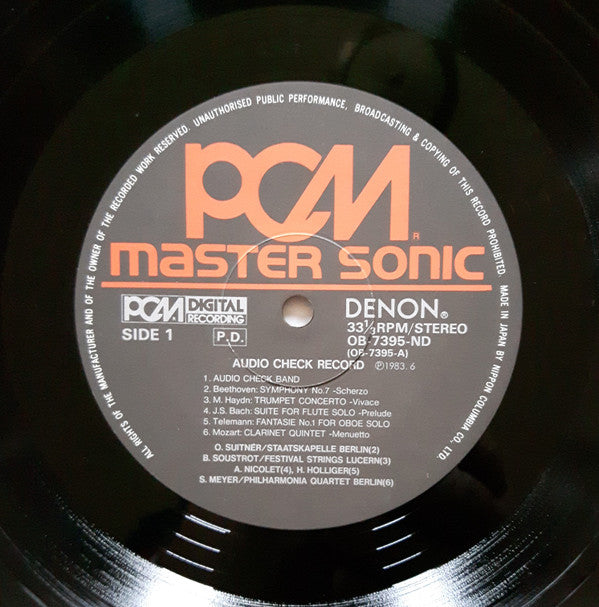 ALL RIGHTS OF THE MANUFACTURER AND OF THE OWNER OF THE RECORDED WORK RESERVED. UNAUTHORISED PUBLIC PERFORMANCE, BROADCASTING & COPYING OF THIS RECORD PROHIBITED. MADE IN JAPAN BY NIPPON COLUMBIA CO., LTD.
PCM®
master sonic
PCM DIGITAL RECORDING
DENON®
SIDE 1
P.D.
33⅓RPM/STEREO
OB-7395-ND
(OB-7395-A)
AUDIO CHECK RECORD ℗1983. 6
1. AUDIO CHECK BAND
2. Beethoven: SYMPHONY No.7 -Scherzo
3. M. Haydn: TRUMPET CONCERTO -Vivace
4. J.S. Bach: SUITE FOR FLUTE SOLO -Prelude
5. Telemann: FANTASIE No.1 FOR OBOE SOLO
6. Mozart: CLARINET QUINTET -Menuetto
O. SUITNER/STAATSKAPELLE BERLIN(2)
B. SOUSTROT/FESTIVAL STRINGS LUCERN(3)
A. NICOLET(4), H. HOLLIGER(5)
S. MEYER/PHILHARMONIA QUARTET BERLIN(6)